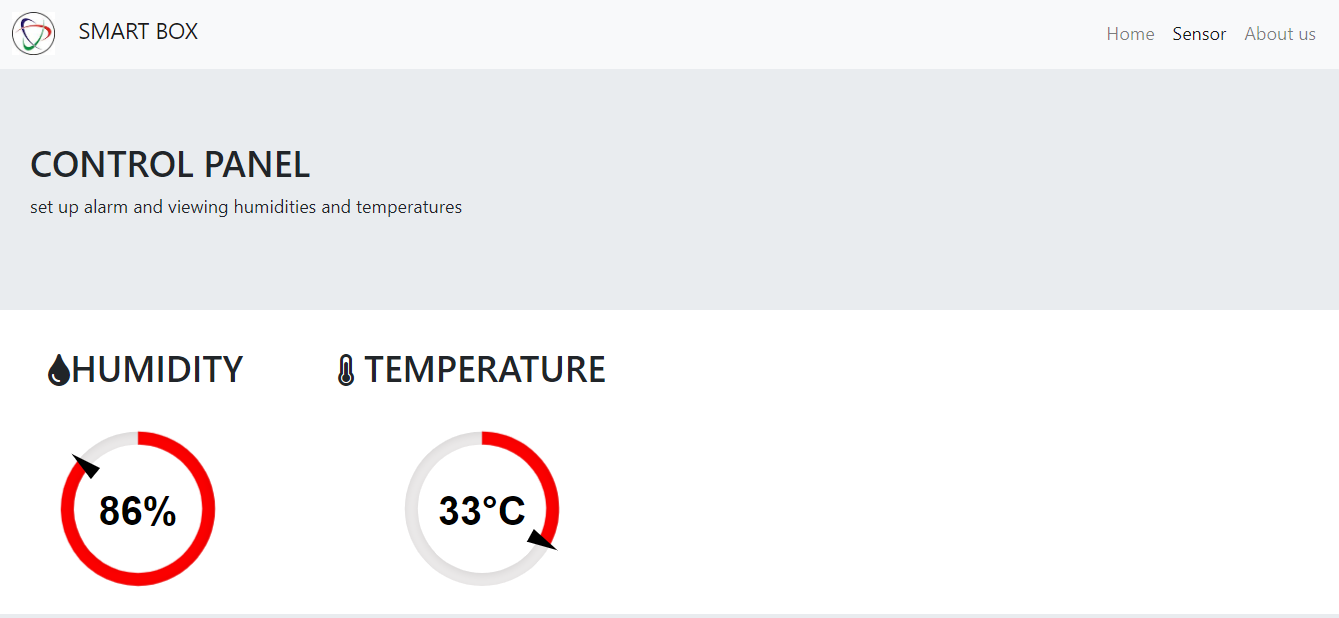 SMART BOX
Home Sensor About us
CONTROL PANEL
set up alarm and viewing humidities and temperatures
HUMIDITY
TEMPERATURE
86%
33°C